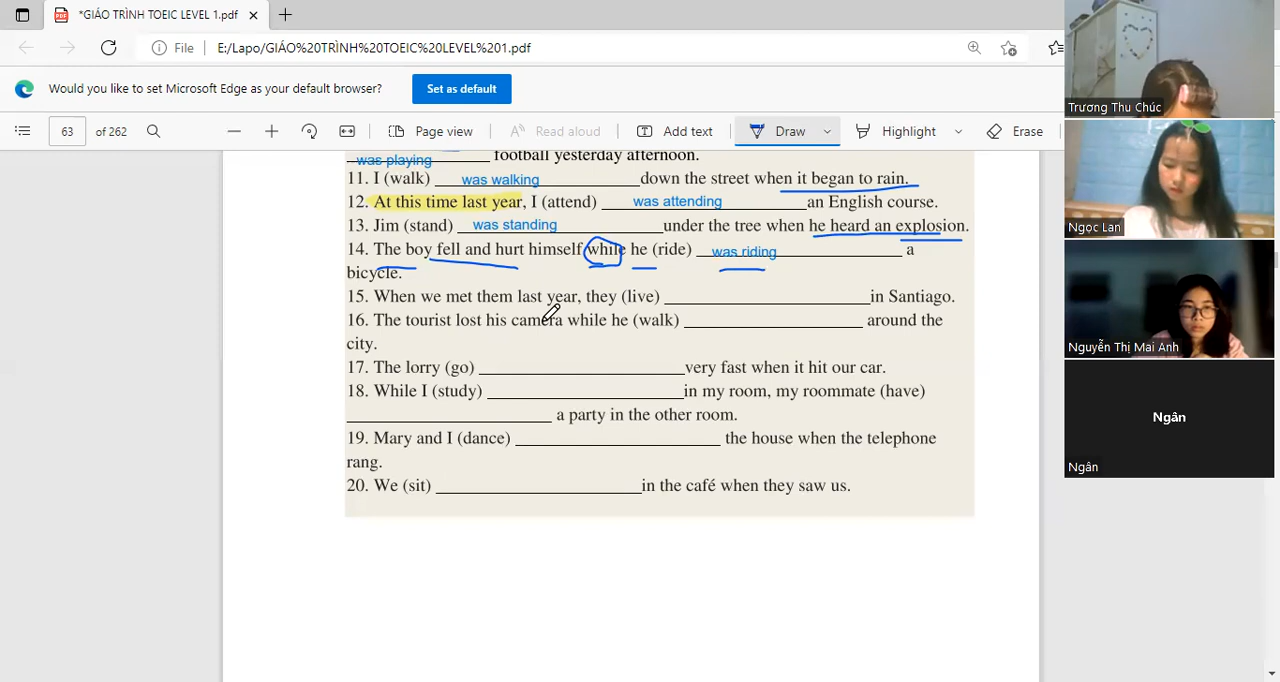 *GIÁO TRÌNH TOEIC LEVEL 1.pdf
File E:/Lapo/GIÁO%20TRÌNH%20TOEIC%20LEVEL%201.pdf
Would you like to set Microsoft Edge as your default browser? Set as default
63 of 262 Page view Read aloud Add text Draw Highlight Erase
was playing football yesterday afternoon.
11. I (walk) was walking down the street when it began to rain.
12. At this time last year, I (attend) was attending an English course.
13. Jim (stand) was standing under the tree when he heard an explosion.
14. The boy fell and hurt himself while he (ride) was riding a
bicycle.
15. When we met them last year, they (live) in Santiago.
16. The tourist lost his camera while he (walk) around the
city.
17. The lorry (go) very fast when it hit our car.
18. While I (study) in my room, my roommate (have)
a party in the other room.
19. Mary and I (dance) the house when the telephone
rang.
20. We (sit) in the café when they saw us.
Trương Thu Chúc
Ngọc Lan
Nguyễn Thị Mai Anh
Ngân
Ngân